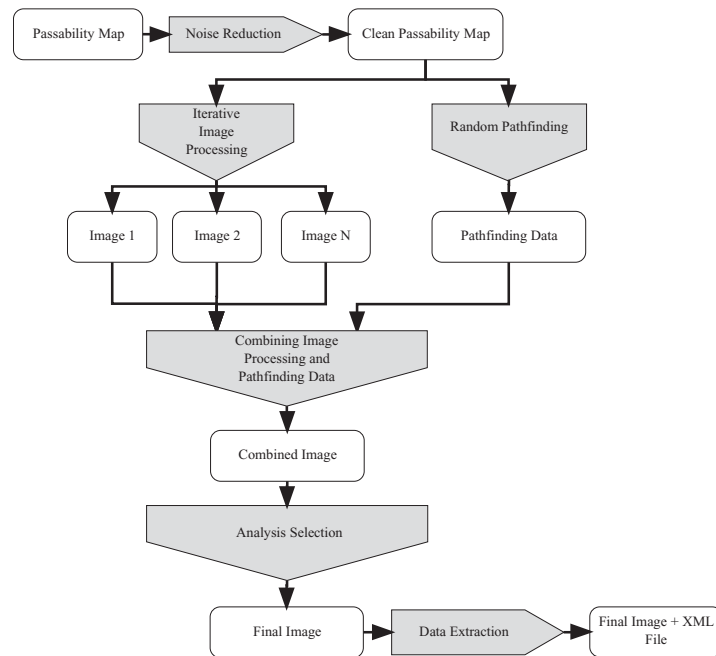 Passability Map
Noise Reduction
Clean Passability Map
Iterative
Image
Processing
Random Pathfinding
Image 1
Image 2
Image N
Pathfinding Data
Combining Image
Processing and
Pathfinding Data
Combined Image
Analysis Selection
Final Image
Data Extraction
Final Image + XML
File